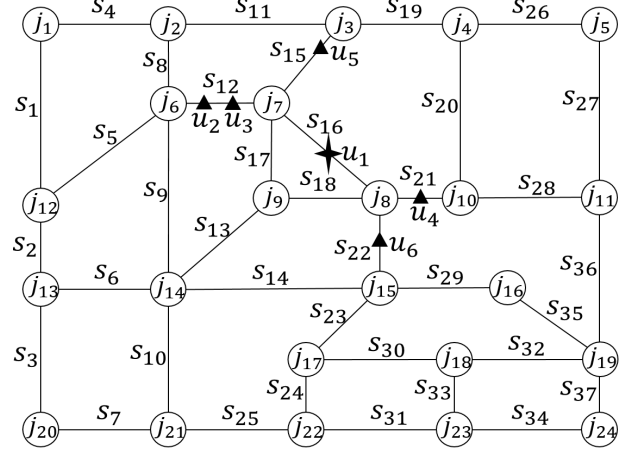 s4 s11 s19 s26
j1 j2 j3 j4 j5
s8 s15 u5
s12
s1 j6 j7 s20 s27
u2 u3
s5 s16
s17 u1
s9 s18 s21 s28
j12 j9 j8 j10 j11
u4
s13
s2 s22 u6 s36
s6 s14 s29
j13 j14 j15 j16
s23 s35
s3 s10 s30 s32
j17 j18 j19
s24 s33 s37
s7 s25 s31 s34
j20 j21 j22 j23 j24